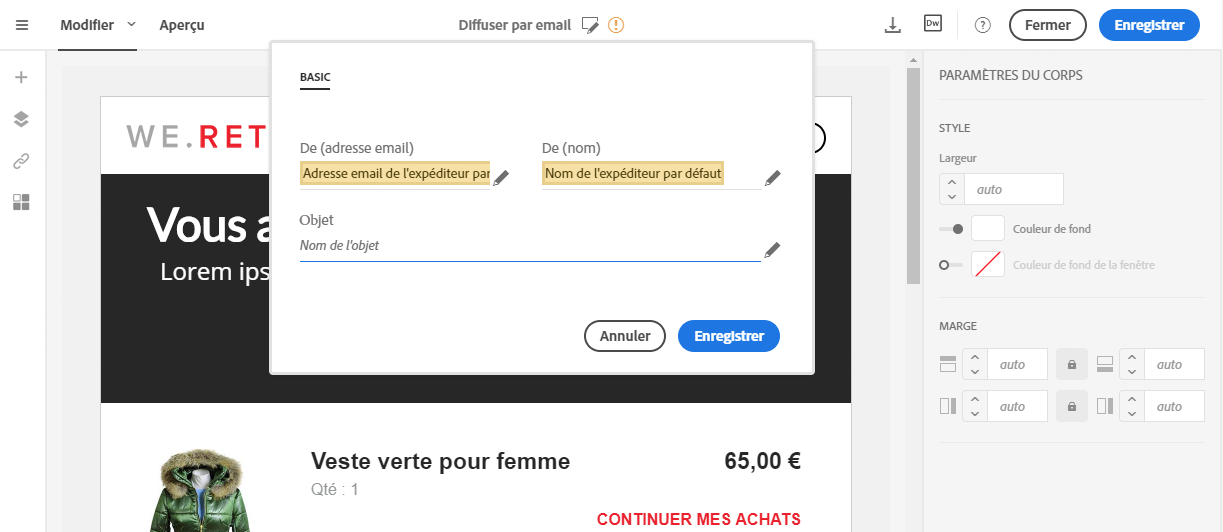 Modifier
Aperçu
Diffuser par email
Dw
Fermer
Enregistrer
BASIC
De (adresse email)
De (nom)
Adresse email de l'expéditeur par
Nom de l'expéditeur par défaut
Objet
Nom de l'objet
Annuler
Enregistrer
WE.RET
Vous a
Lorem ips
Veste verte pour femme
65,00 €
Qté : 1
CONTINUER MES ACHATS
PARAMÈTRES DU CORPS
STYLE
Largeur
auto
Couleur de fond
Couleur de fond de la fenêtre
MARGE
auto
auto
auto
auto